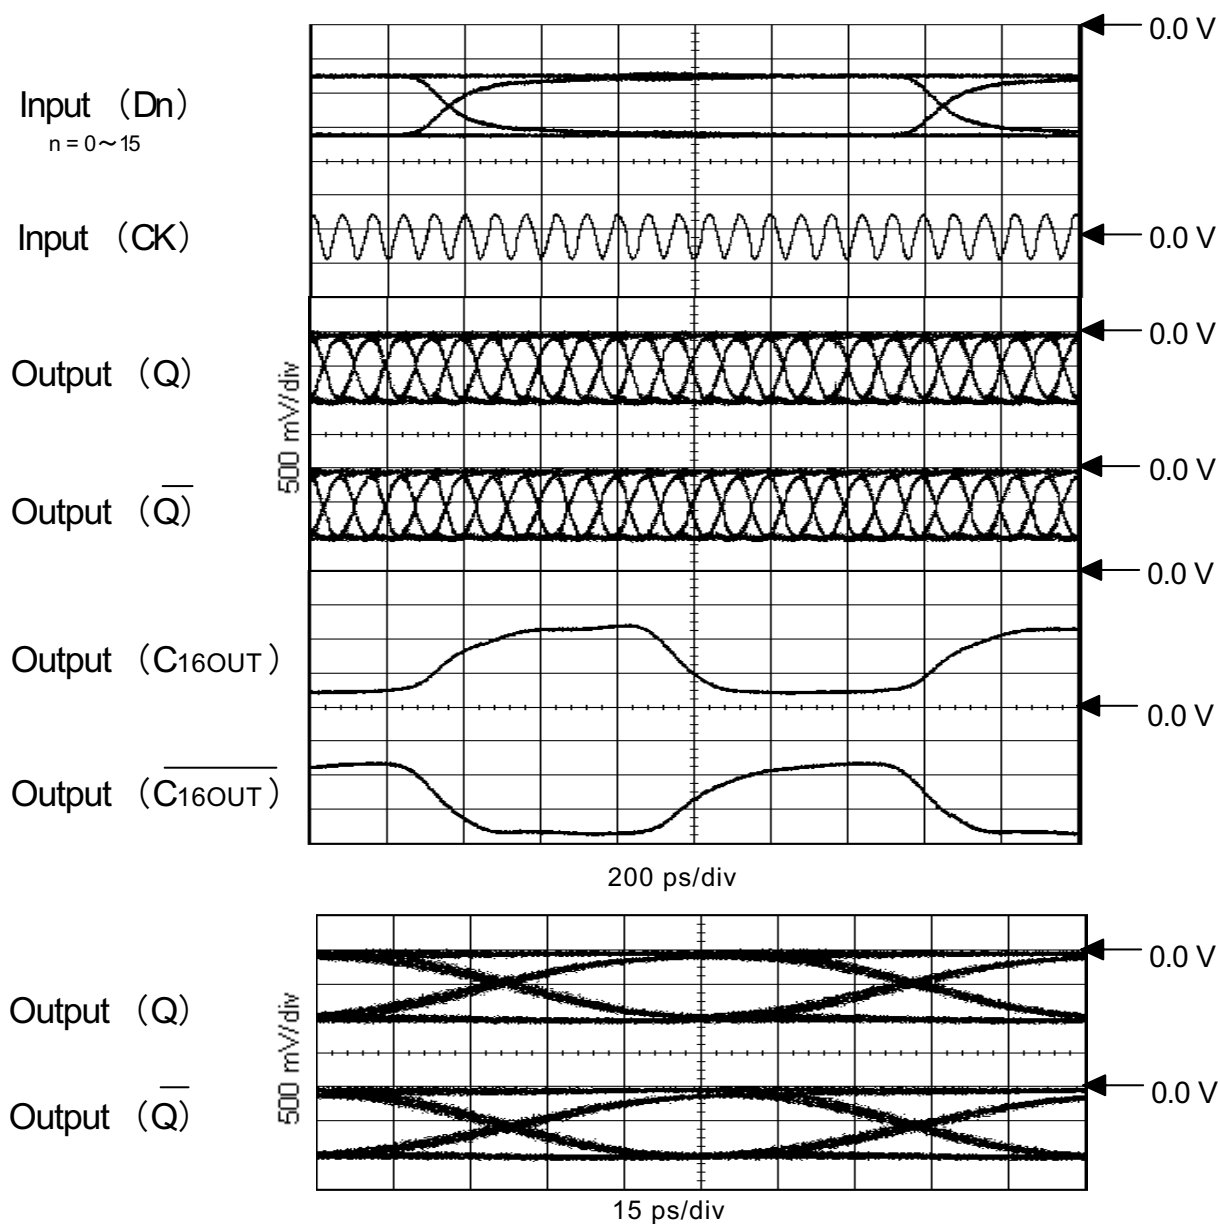 0.0 V
Input （Dn）
n = 0～15
Input （CK）
0.0 V
0.0 V
Output （Q）
500 mV/div
0.0 V
Output （Q̅）
0.0 V
Output （C16OUT）
0.0 V
Output （C̅1̅6̅O̅U̅T̅）
200 ps/div
0.0 V
Output （Q）
500 mV/div
0.0 V
Output （Q̅）
15 ps/div